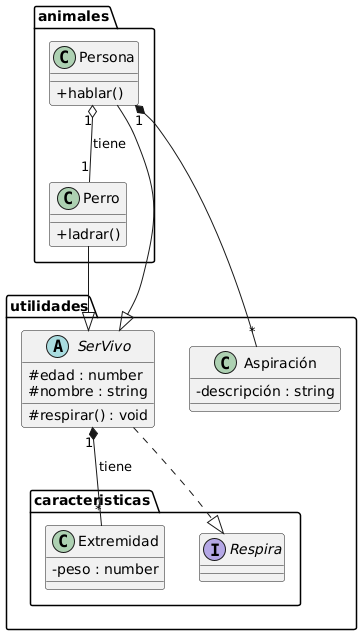 animales
C Persona
+hablar()
1
1
tiene
1
C Perro
+ladrar()
utilidades
A SerVivo
#edad : number
#nombre : string
#respirar() : void
*
C Aspiración
-descripción : string
1
tiene
caracteristicas
*
C Extremidad
-peso : number
I Respira